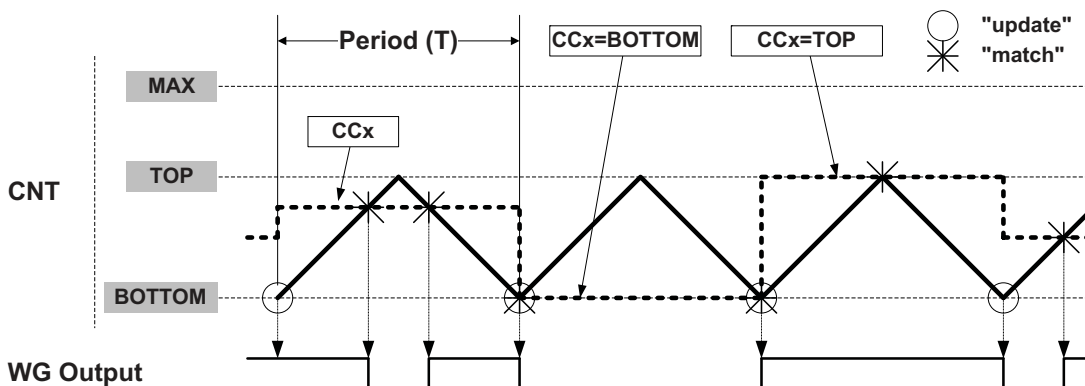 Period (T)
CCx=BOTTOM
CCx=TOP
"update"
"match"
MAX
CCx
TOP
CNT
BOTTOM
WG Output